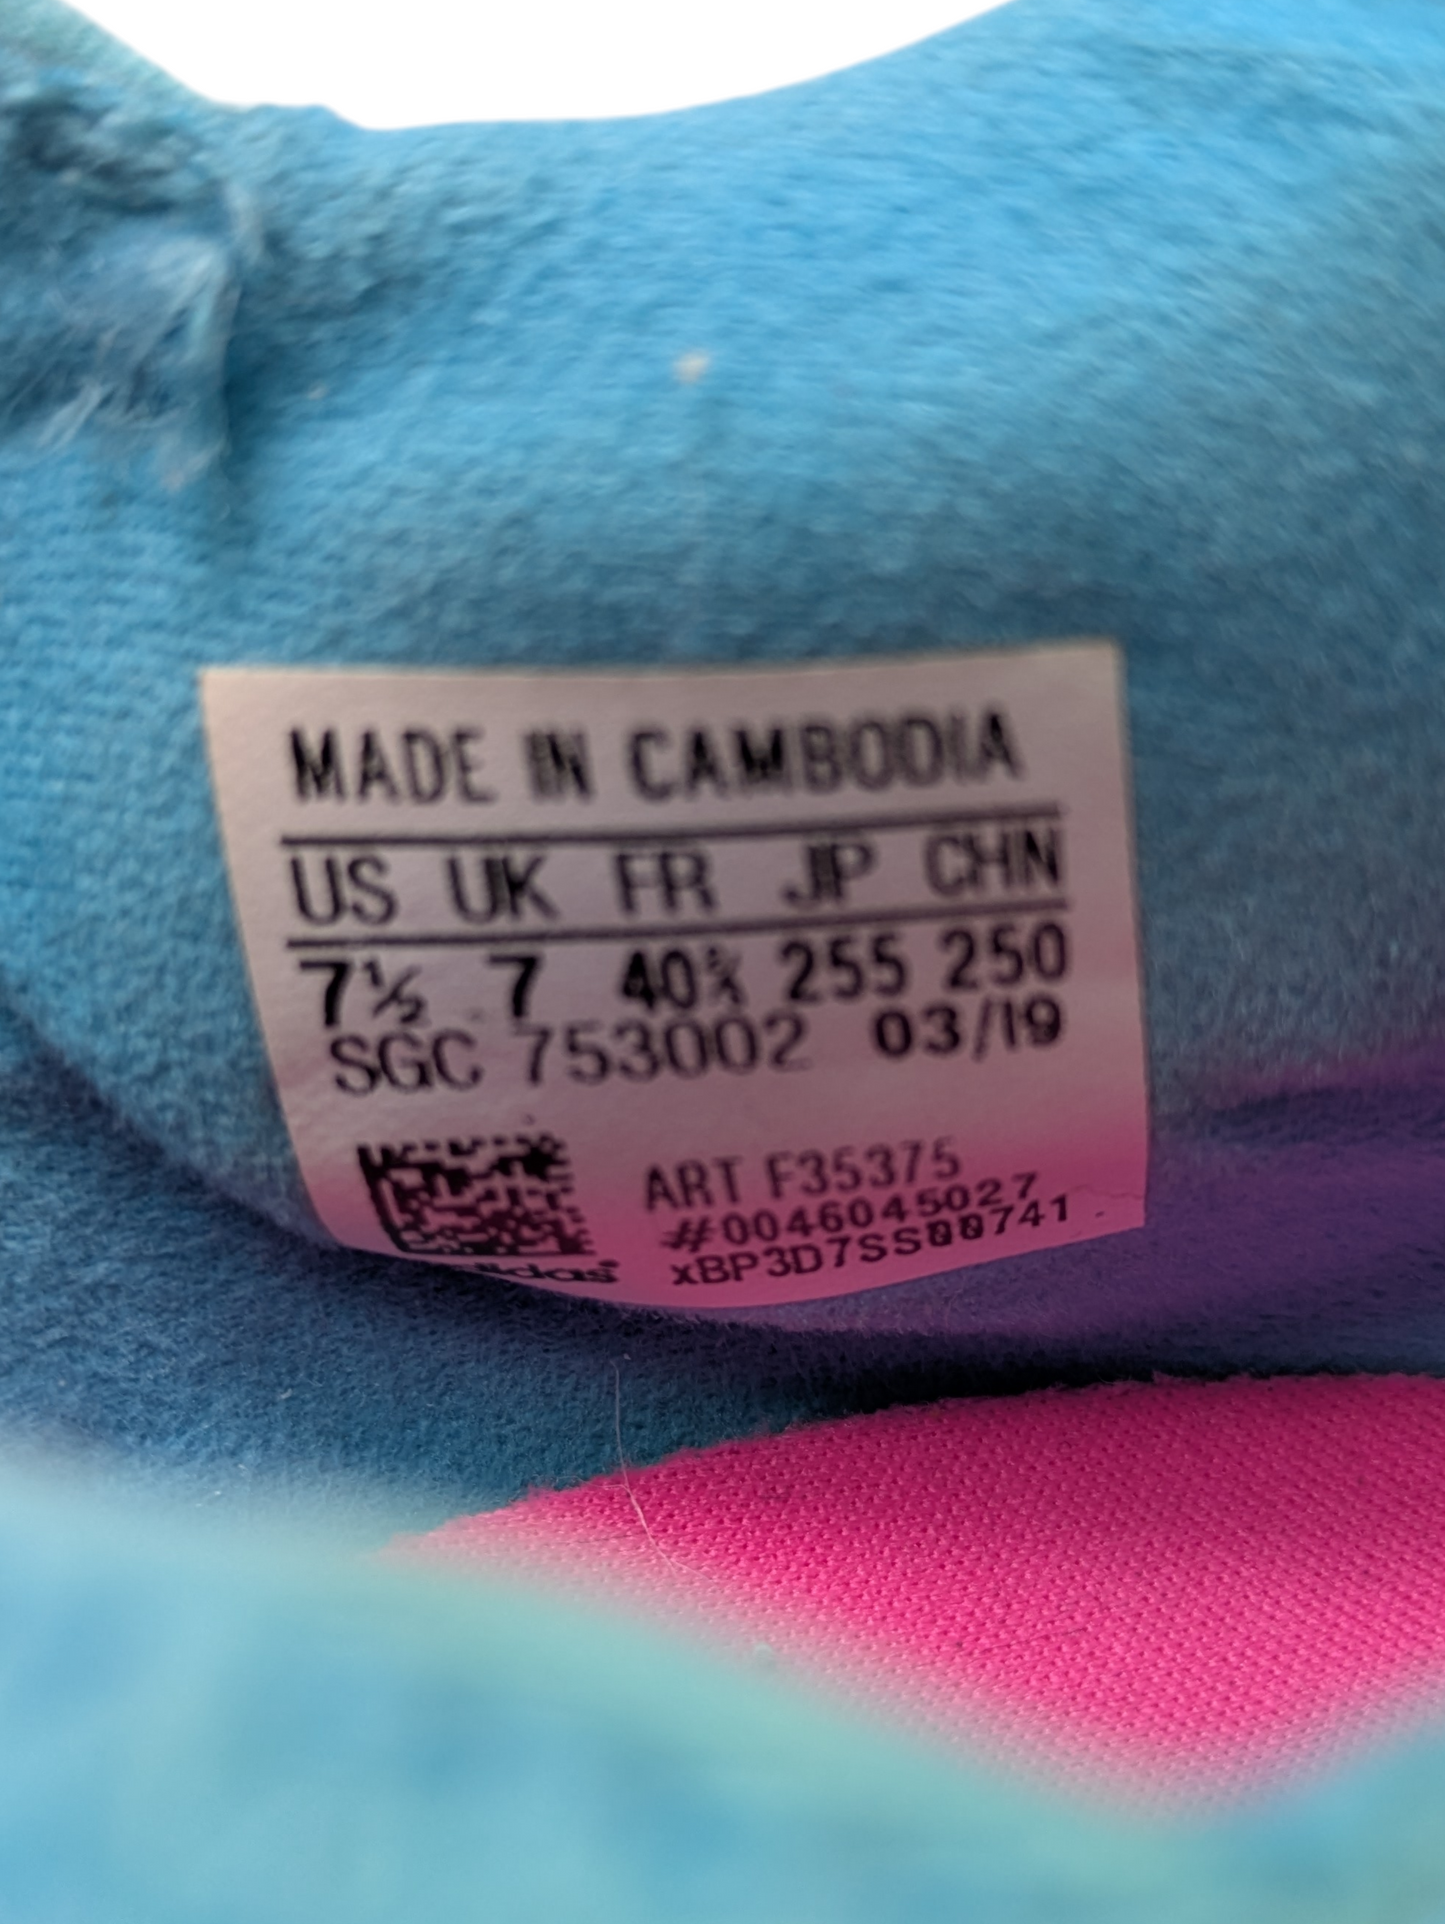 MADE IN CAMBODIA
US UK FR JP CHN
7½ 7 40⅔ 255 250
SGC 753002 03/19
ART F35375
#0046045027
xBP3D7SS00741
adidas®